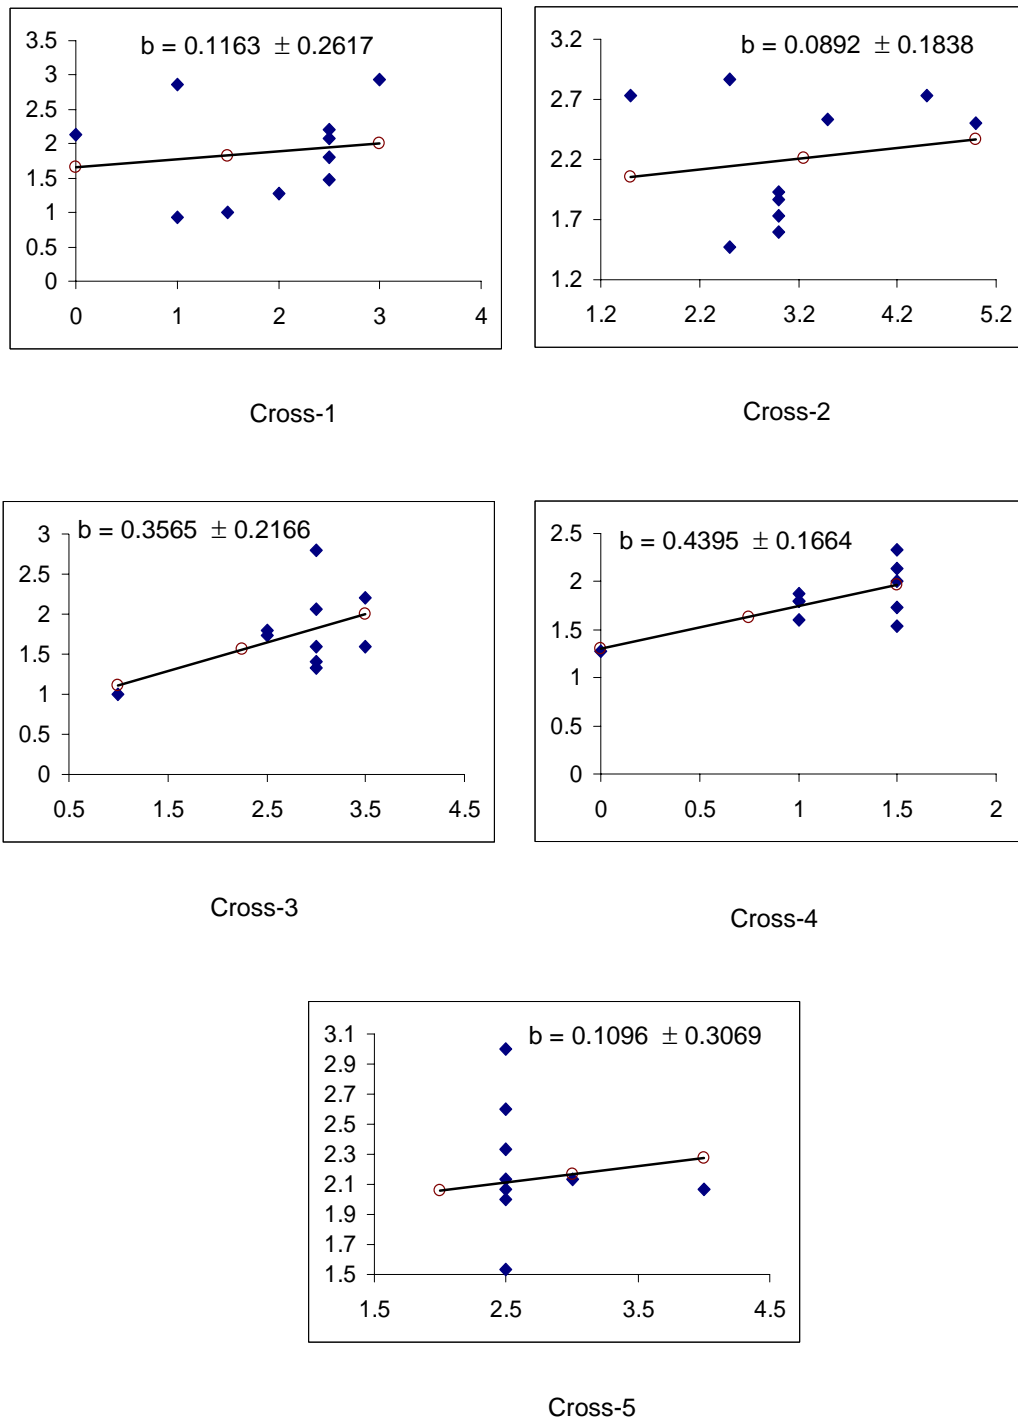 b = 0.1163 ± 0.2617
3.5
3
2.5
2
1.5
1
0.5
0
0 1 2 3 4
Cross-1
b = 0.0892 ± 0.1838
3.2
2.7
2.2
1.7
1.2
1.2 2.2 3.2 4.2 5.2
Cross-2
b = 0.3565 ± 0.2166
3
2.5
2
1.5
1
0.5
0
0.5 1.5 2.5 3.5 4.5
Cross-3
b = 0.4395 ± 0.1664
2.5
2
1.5
1
0.5
0
0 0.5 1 1.5 2
Cross-4
b = 0.1096 ± 0.3069
3.1
2.9
2.7
2.5
2.3
2.1
1.9
1.7
1.5
1.5 2.5 3.5 4.5
Cross-5